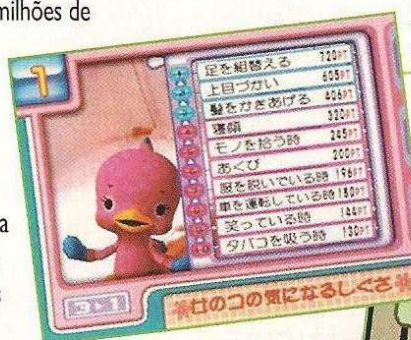 milhões de
1
足を組替える 720PT
上目づかい 605PT
髪をかきあげる 406PT
寝顔 320PT
モノを拾う時 245PT
あくび 200PT
服を脱いでいる時 196PT
車を運転している時 180PT
笑っている時 144PT
タバコを吸う時 130PT
a
女のコの気になるしぐさ